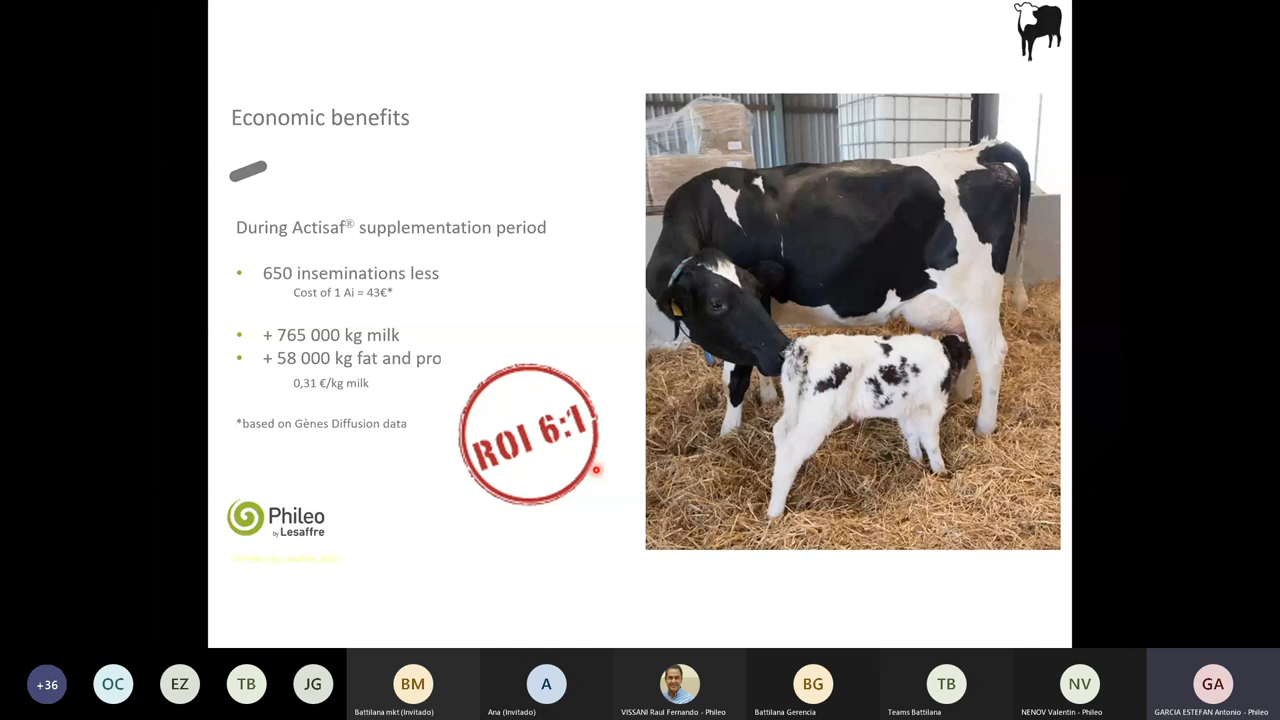 Economic benefits
During Actisaf® supplementation period
• 650 inseminations less
Cost of 1 Ai = 43€*
• + 765 000 kg milk
• + 58 000 kg fat and pro
0,31 €/kg milk
*based on Gènes Diffusion data
ROI 6:1
Phileo
by Lesaffre
+36
OC
EZ
TB
JG
BM
A
BG
TB
NV
GA
Battilana mkt (Invitado)
Ana (Invitado)
VISSANI Raul Fernando - Phileo
Battilana Gerencia
Teams Battilana
NENOV Valentin - Phileo
GARCIA ESTEFAN Antonio - Phileo